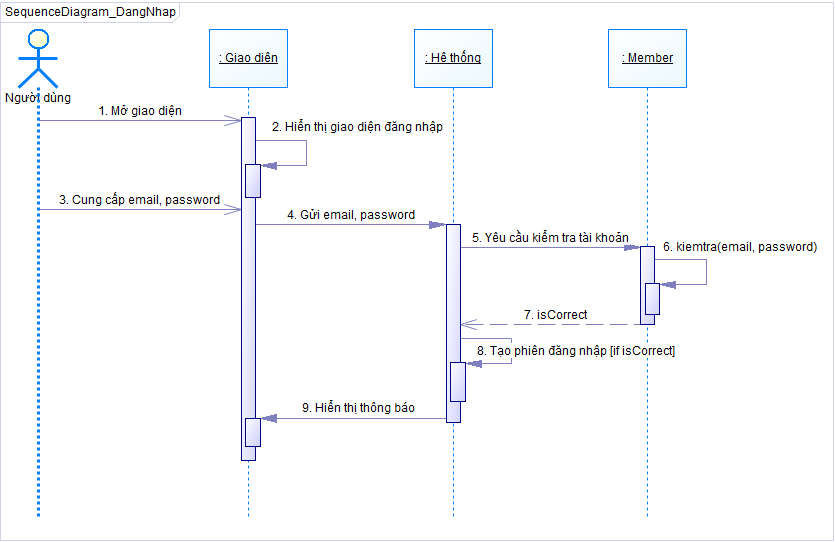 SequenceDiagram_DangNhap
: Giao diên
: Hê thống
: Member
Người dùng
1. Mở giao diện
2. Hiển thị giao diện đăng nhập
3. Cung cấp email, password
4. Gửi email, password
5. Yêu cầu kiểm tra tài khoản
6. kiemtra(email, password)
7. isCorrect
8. Tạo phiên đăng nhập [if isCorrect]
9. Hiển thị thông báo